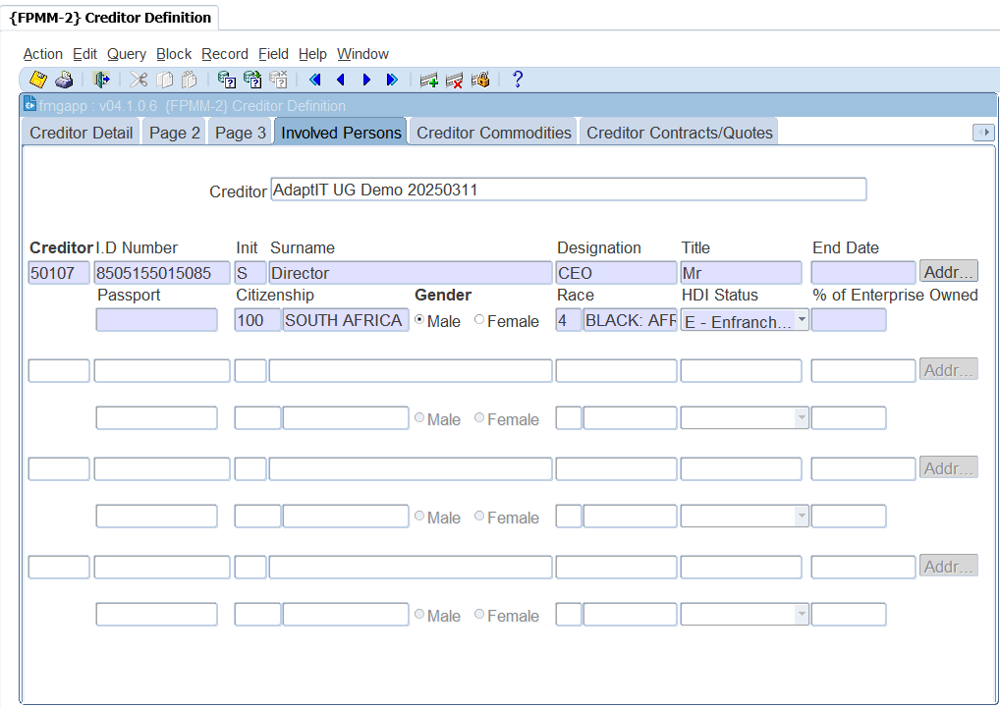 {FPMM-2} Creditor Definition
Action Edit Query Block Record Field Help Window
fmgapp : v04.1.0.6 {FPMM-2} Creditor Definition
Creditor Detail Page 2 Page 3 Involved Persons Creditor Commodities Creditor Contracts/Quotes
Creditor AdaptIT UG Demo 20250311
Creditor I.D Number Init Surname Designation Title End Date
50107 8505155015085 S Director CEO Mr Addr...
Passport Citizenship Gender Race HDI Status % of Enterprise Owned
100 SOUTH AFRICA Male Female 4 BLACK: AFR E - Enfranch...
Addr...
Male Female
Addr...
Male Female
Addr...
Male Female